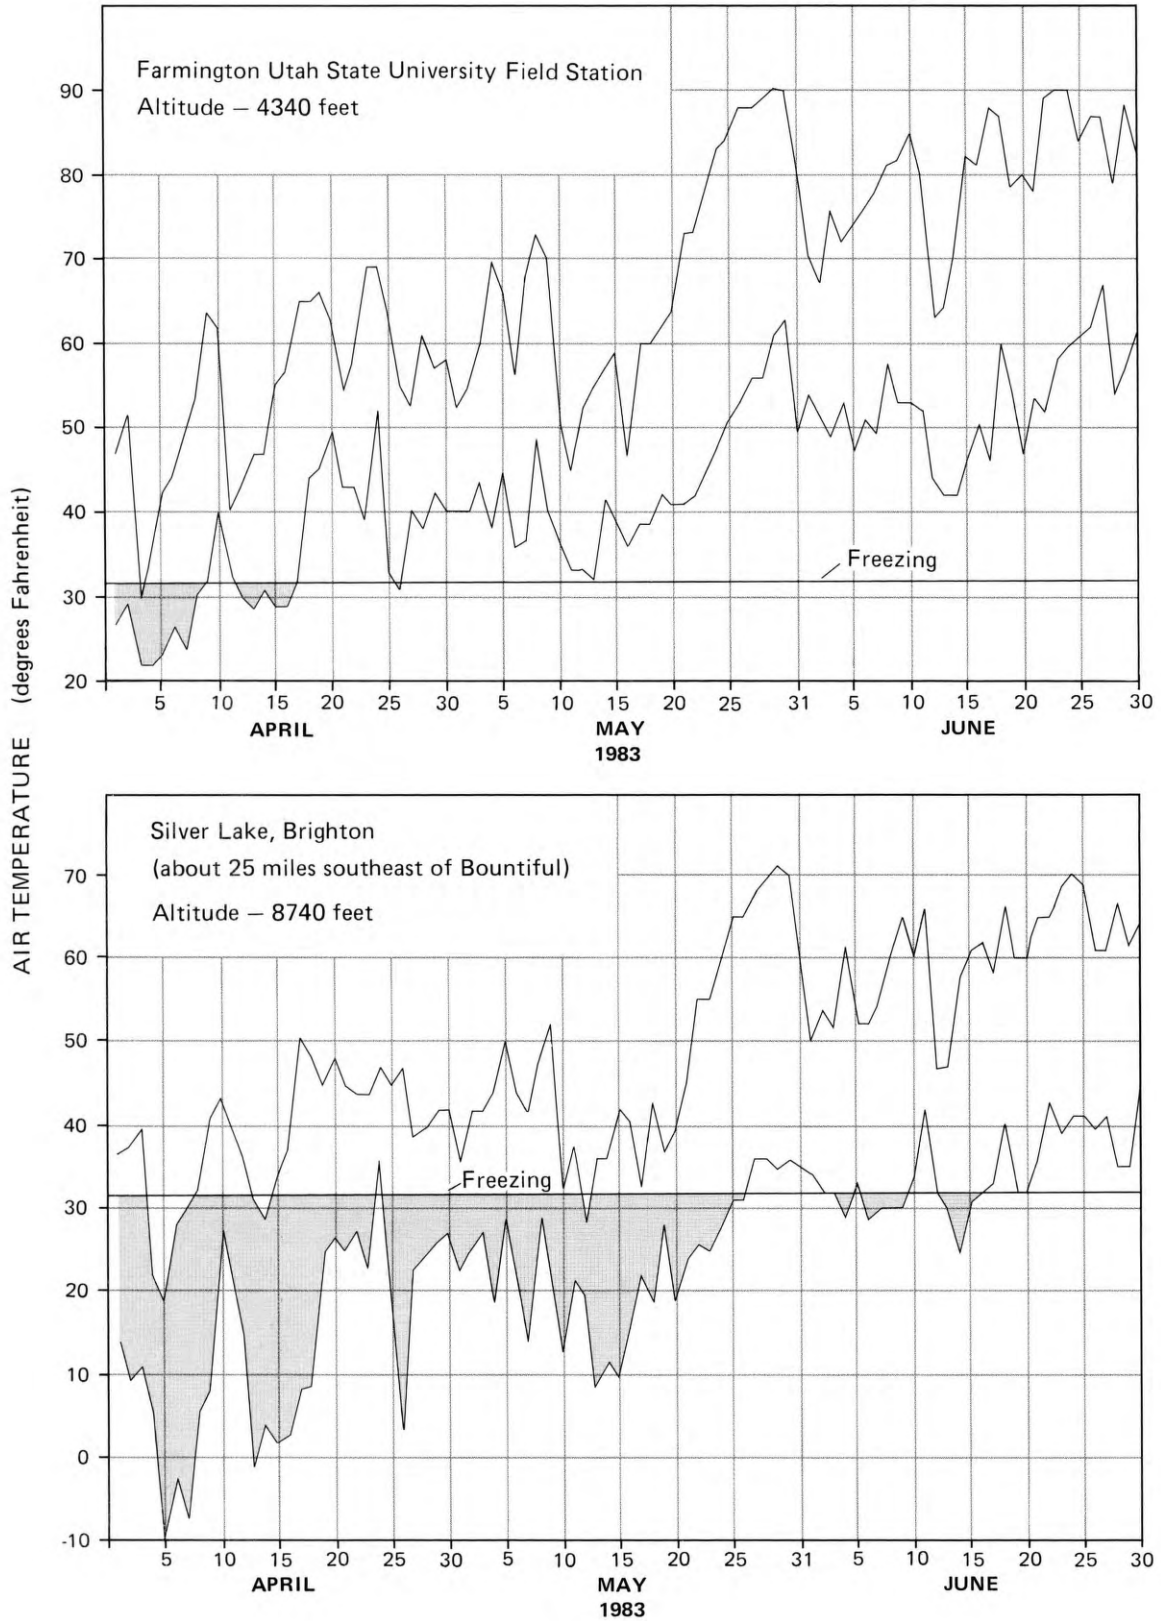 Farmington Utah State University Field Station
Altitude – 4340 feet
90
80
70
60
50
40
30
20
Freezing
5 10 15 20 25 30 5 10 15 20 25 31 5 10 15 20 25 30
APRIL MAY JUNE
1983
AIR TEMPERATURE (degrees Fahrenheit)
Silver Lake, Brighton
(about 25 miles southeast of Bountiful)
Altitude – 8740 feet
70
60
50
40
30
20
10
0
-10
Freezing
5 10 15 20 25 30 5 10 15 20 25 31 5 10 15 20 25 30
APRIL MAY JUNE
1983